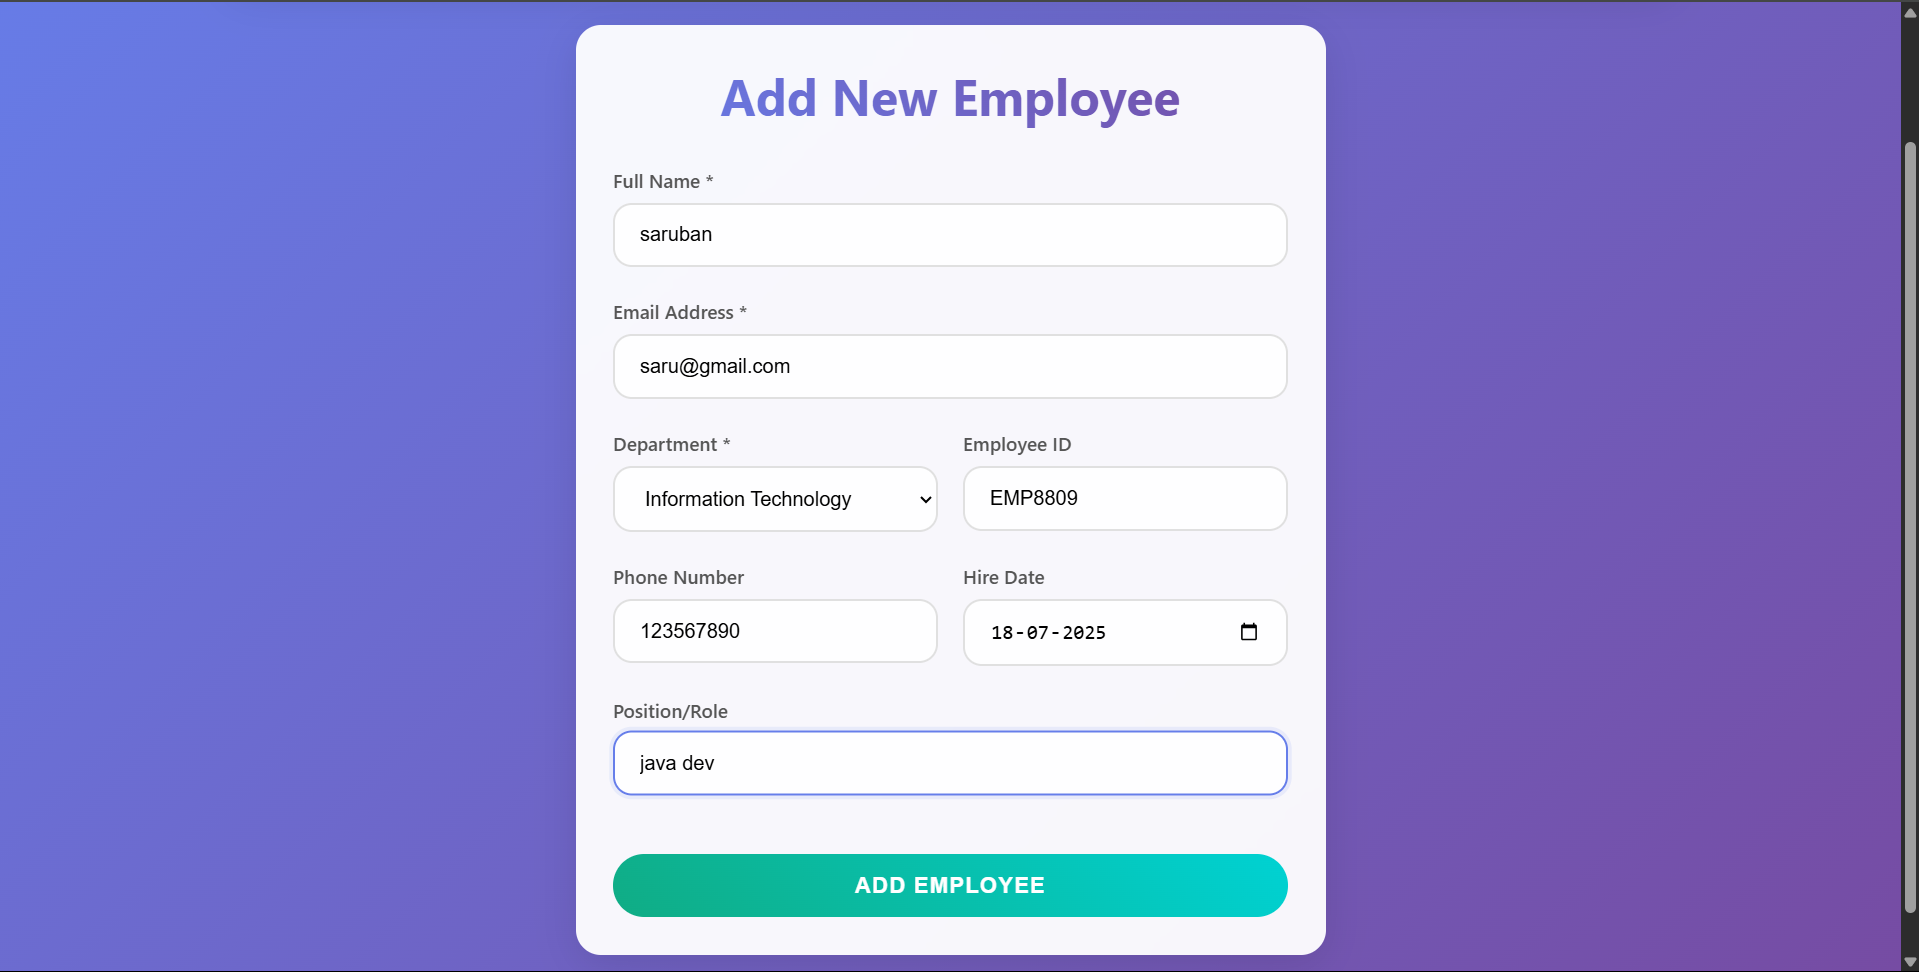 Add New Employee
Full Name *
saruban
Email Address *
saru@gmail.com
Department * Employee ID
Information Technology EMP8809
Phone Number Hire Date
123567890 18-07-2025
Position/Role
java dev
ADD EMPLOYEE